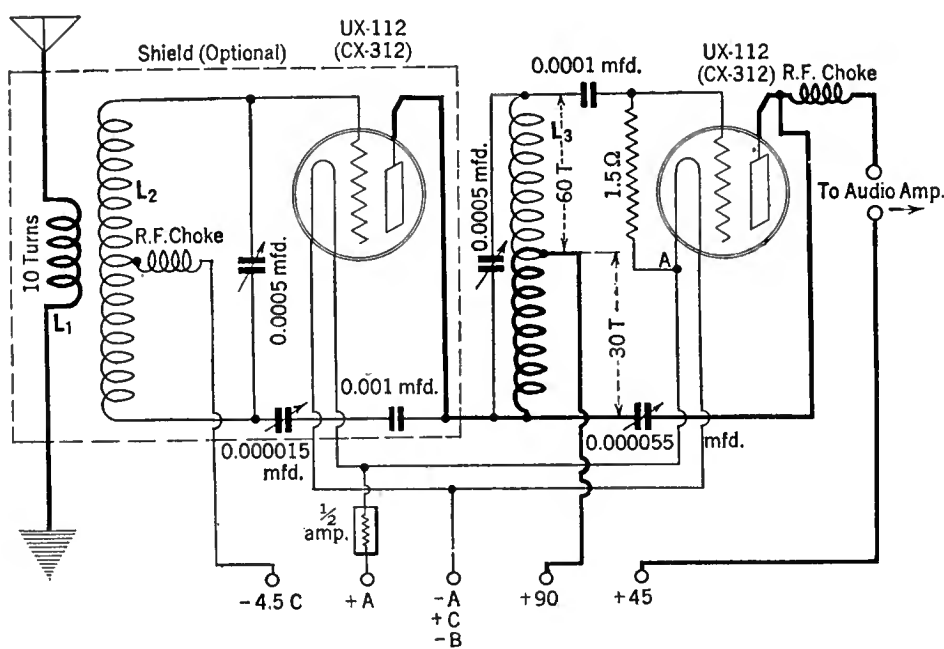 Shield (Optional)
UX-112
(CX-312)
UX-112
(CX-312)
R.F. Choke
0.0001 mfd.
L3
60 T
0.0005 mfd.
1.5Ω
To Audio Amp.
L2
R.F. Choke
0.0005 mfd.
10 Turns
L1
A
30 T
0.001 mfd.
0.000015
mfd.
0.000055 mfd.
½
amp.
-4.5 C
+A
-A
+C
-B
+90
+45